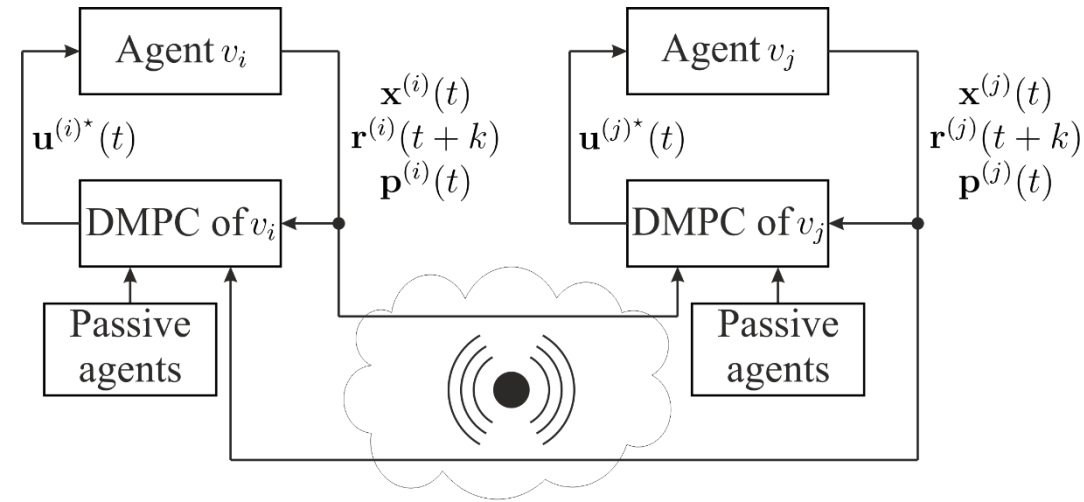 Agent v_i
Agent v_j
x^{(i)}(t)
r^{(i)}(t + k)
p^{(i)}(t)
x^{(j)}(t)
r^{(j)}(t + k)
p^{(j)}(t)
u^{(i)⋆}(t)
u^{(j)⋆}(t)
DMPC of v_i
DMPC of v_j
Passive
agents
Passive
agents